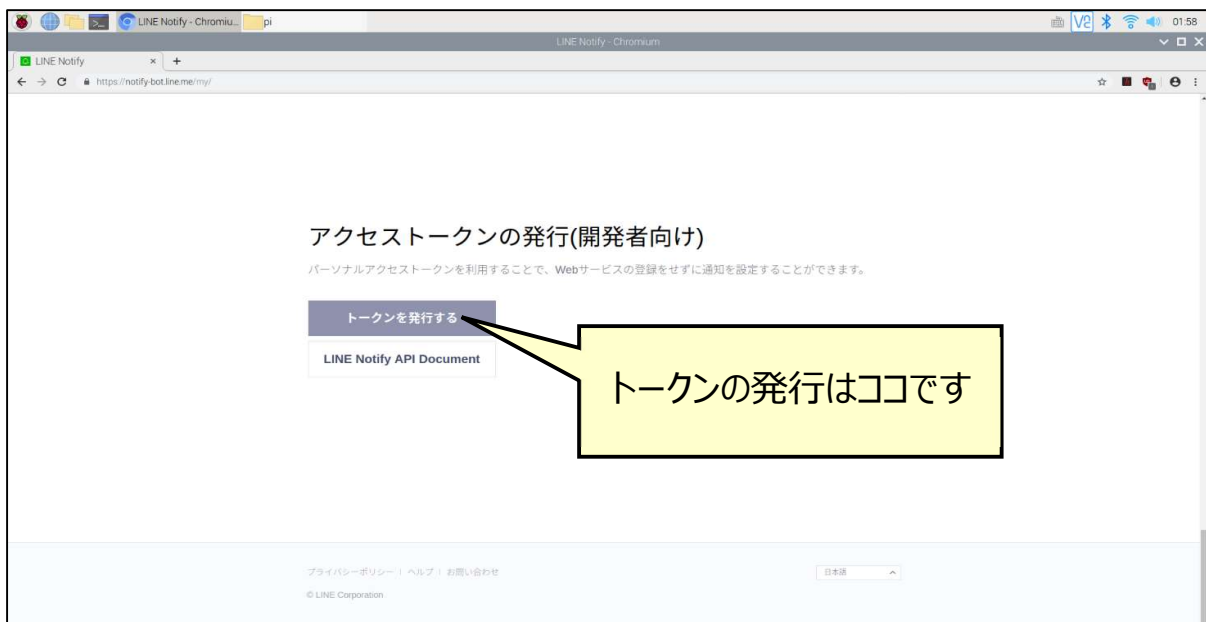 LINE Notify - Chromiu...
pi
01:58
LINE Notify - Chromium
LINE Notify
https://notify-bot.line.me/my/
アクセストークンの発行(開発者向け)
パーソナルアクセストークンを利用することで、Webサービスの登録をせずに通知を設定することができます。
トークンを発行する
LINE Notify API Document
トークンの発行はココです
プライバシーポリシー | ヘルプ | お問い合わせ
日本語
© LINE Corporation